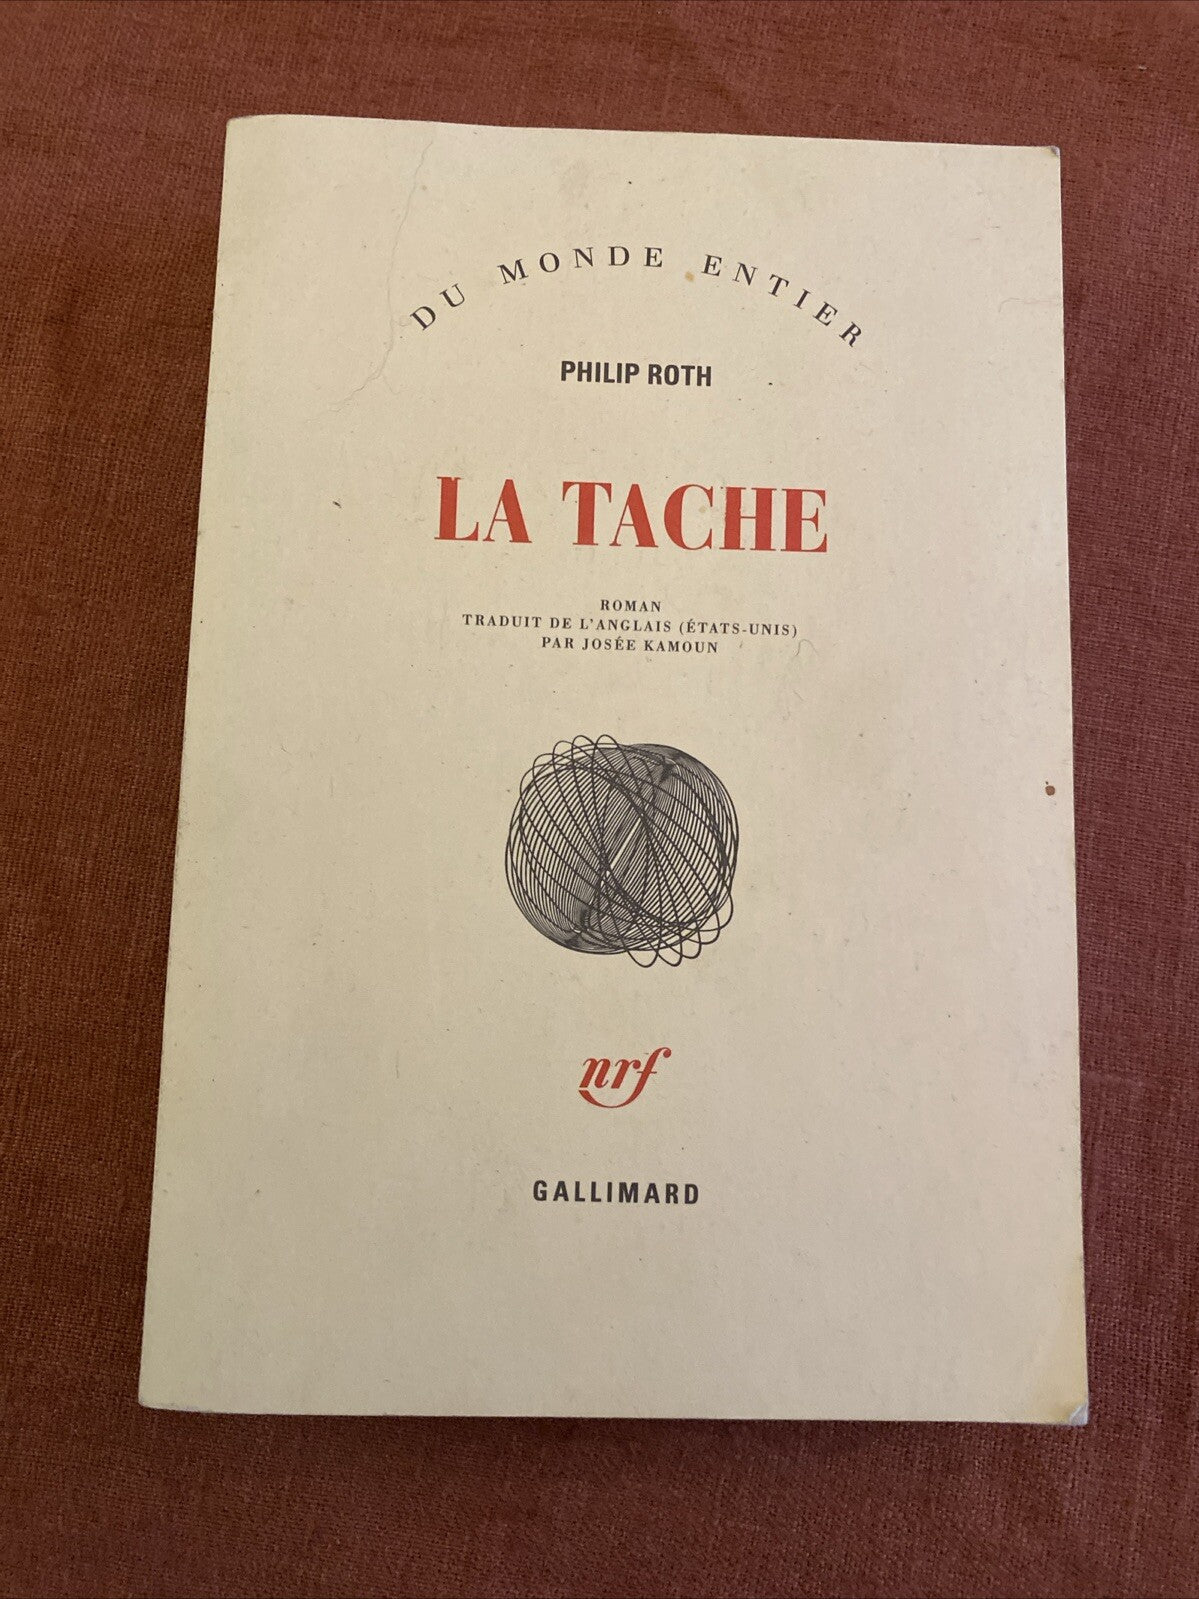 DU MONDE ENTIER
PHILIP ROTH
LA TACHE
ROMAN
TRADUIT DE L'ANGLAIS (ÉTATS-UNIS)
PAR JOSÉE KAMOUN
nrf
GALLIMARD